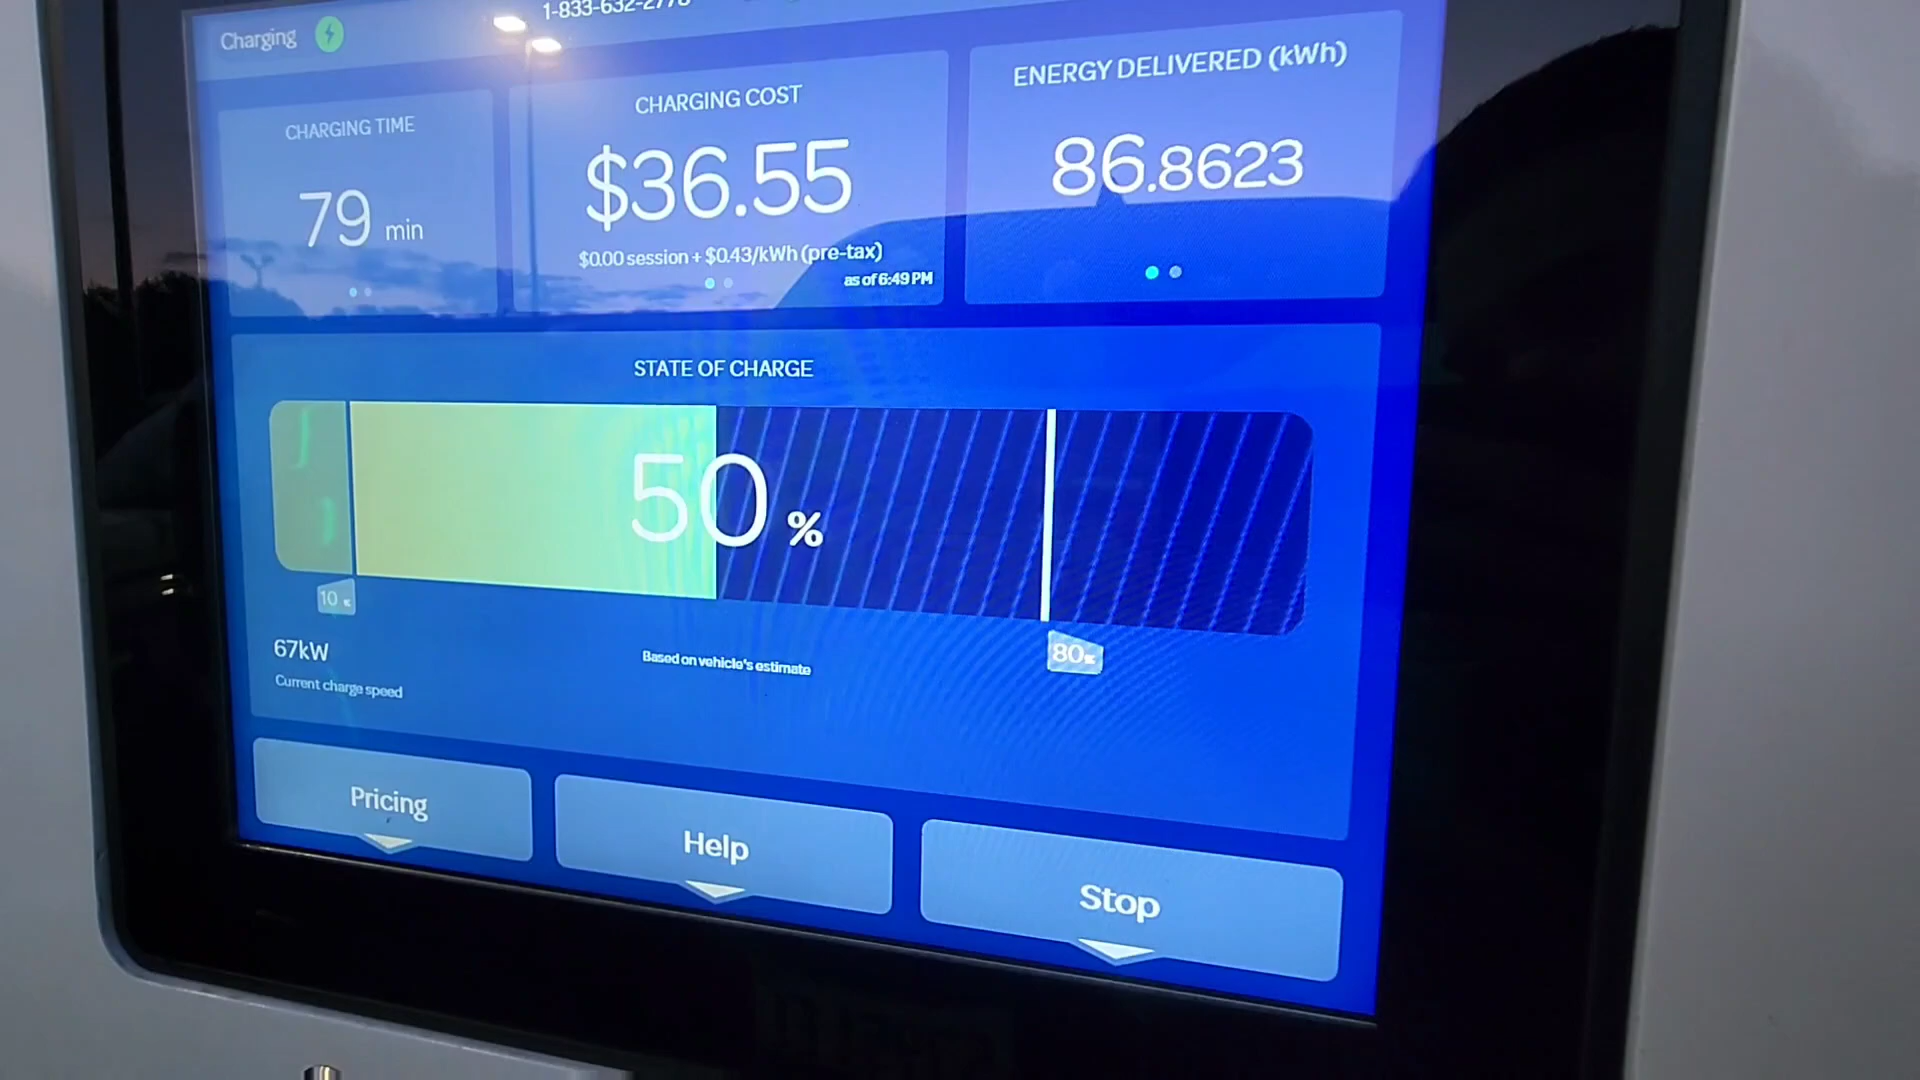 1-833-632-2778
Charging
CHARGING TIME
79 min
CHARGING COST
$36.55
$0.00 session + $0.43/kWh (pre-tax)
as of 6:49 PM
ENERGY DELIVERED (kWh)
86.8623
STATE OF CHARGE
50 %
10 %
80 %
67kW
Current charge speed
Based on vehicle's estimate
Pricing
Help
Stop